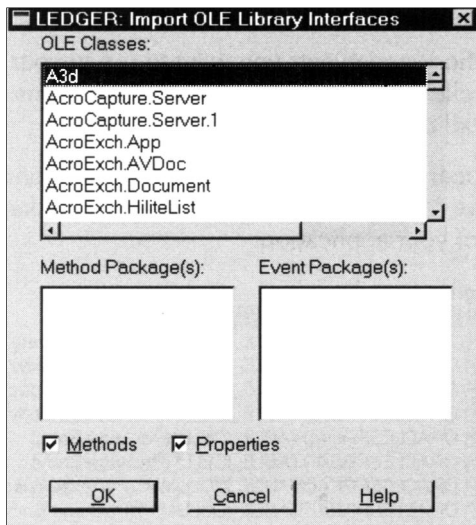 LEDGER: Import OLE Library Interfaces
OLE Classes:
A3d
AcroCapture.Server
AcroCapture.Server.1
AcroExch.App
AcroExch.AVDoc
AcroExch.Document
AcroExch.HiliteList
Method Package(s): Event Package(s):
Methods Properties
OK Cancel Help